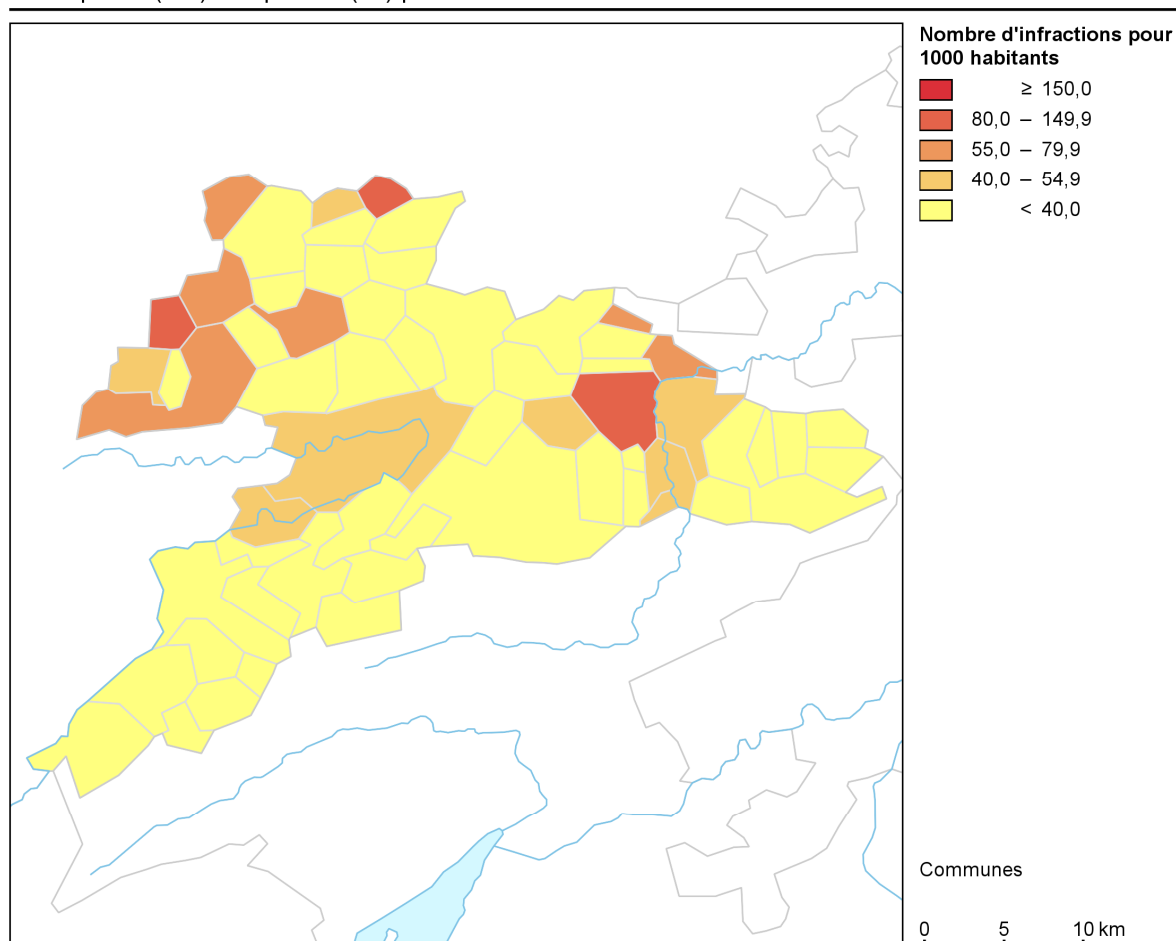 Nombre d'infractions pour
1000 habitants
≥ 150,0
80,0 – 149,9
55,0 – 79,9
40,0 – 54,9
< 40,0
Communes
0 5 10 km